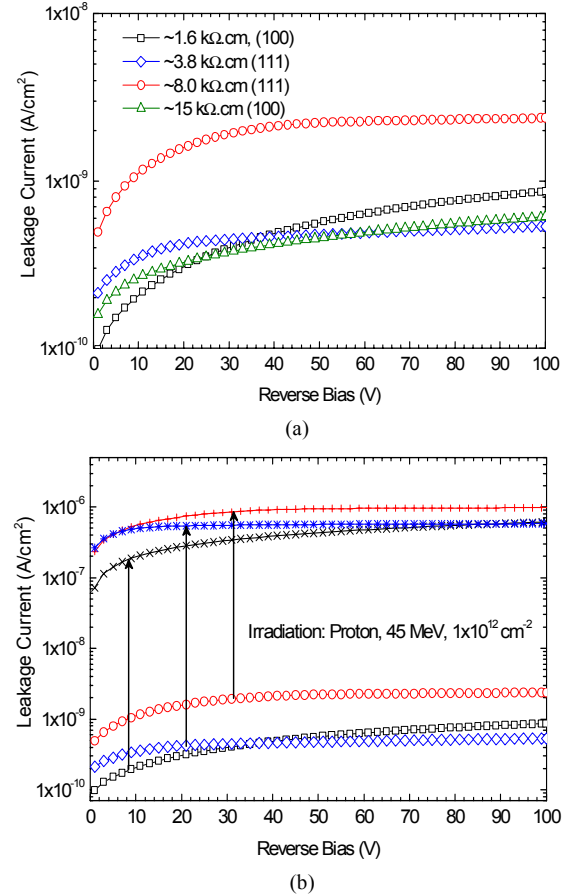 1x10⁻⁸
~1.6 kΩ.cm, (100)
~3.8 kΩ.cm (111)
~8.0 kΩ.cm (111)
~15 kΩ.cm (100)
1x10⁻⁹
1x10⁻¹⁰
Leakage Current (A/cm²)
0 10 20 30 40 50 60 70 80 90 100
Reverse Bias (V)
(a)
1x10⁻⁶
1x10⁻⁷
1x10⁻⁸
1x10⁻⁹
1x10⁻¹⁰
Leakage Current (A/cm²)
Irradiation: Proton, 45 MeV, 1x10¹² cm⁻²
0 10 20 30 40 50 60 70 80 90 100
Reverse Bias (V)
(b)